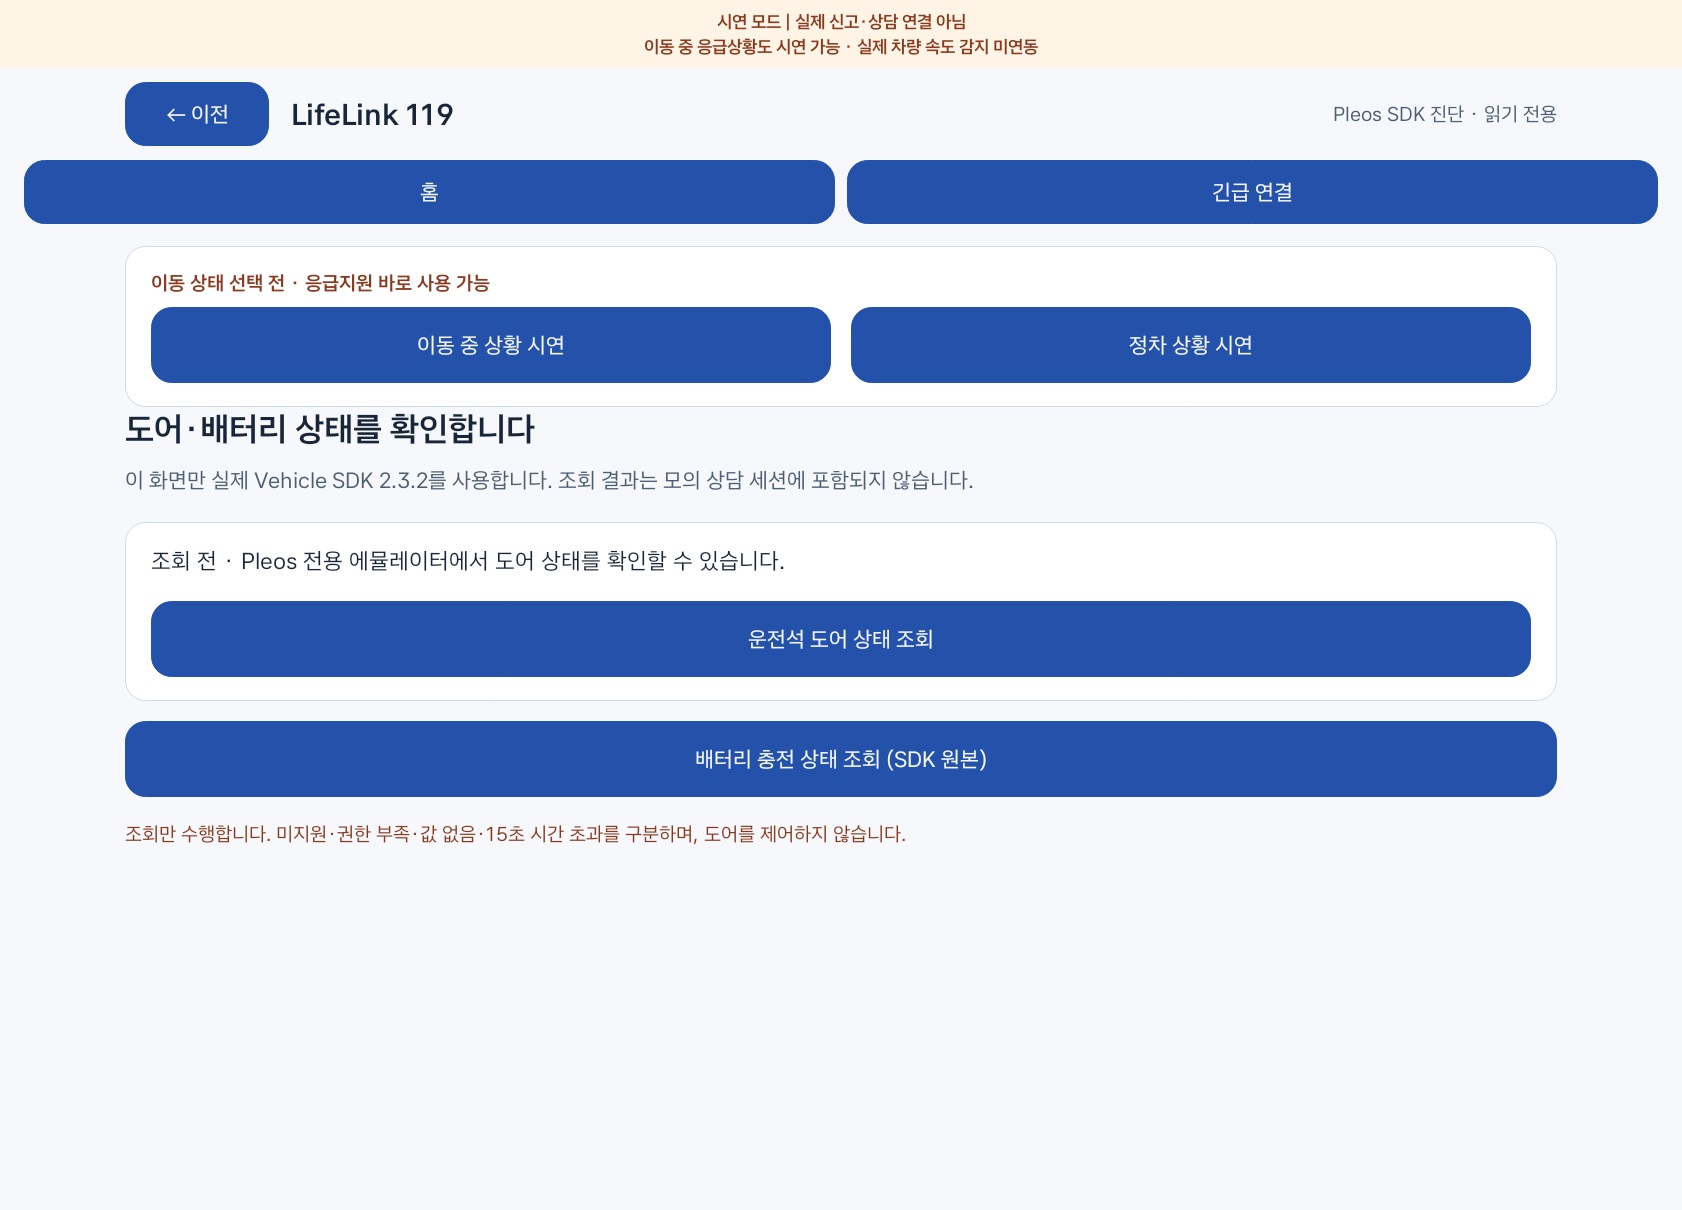 시연 모드 | 실제 신고·상담 연결 아님
이동 중 응급상황도 시연 가능 · 실제 차량 속도 감지 미연동
← 이전
LifeLink 119
Pleos SDK 진단 · 읽기 전용
홈
긴급 연결
이동 상태 선택 전 · 응급지원 바로 사용 가능
이동 중 상황 시연
정차 상황 시연
도어·배터리 상태를 확인합니다
이 화면만 실제 Vehicle SDK 2.3.2를 사용합니다. 조회 결과는 모의 상담 세션에 포함되지 않습니다.
조회 전 · Pleos 전용 에뮬레이터에서 도어 상태를 확인할 수 있습니다.
운전석 도어 상태 조회
배터리 충전 상태 조회 (SDK 원본)
조회만 수행합니다. 미지원·권한 부족·값 없음·15초 시간 초과를 구분하며, 도어를 제어하지 않습니다.